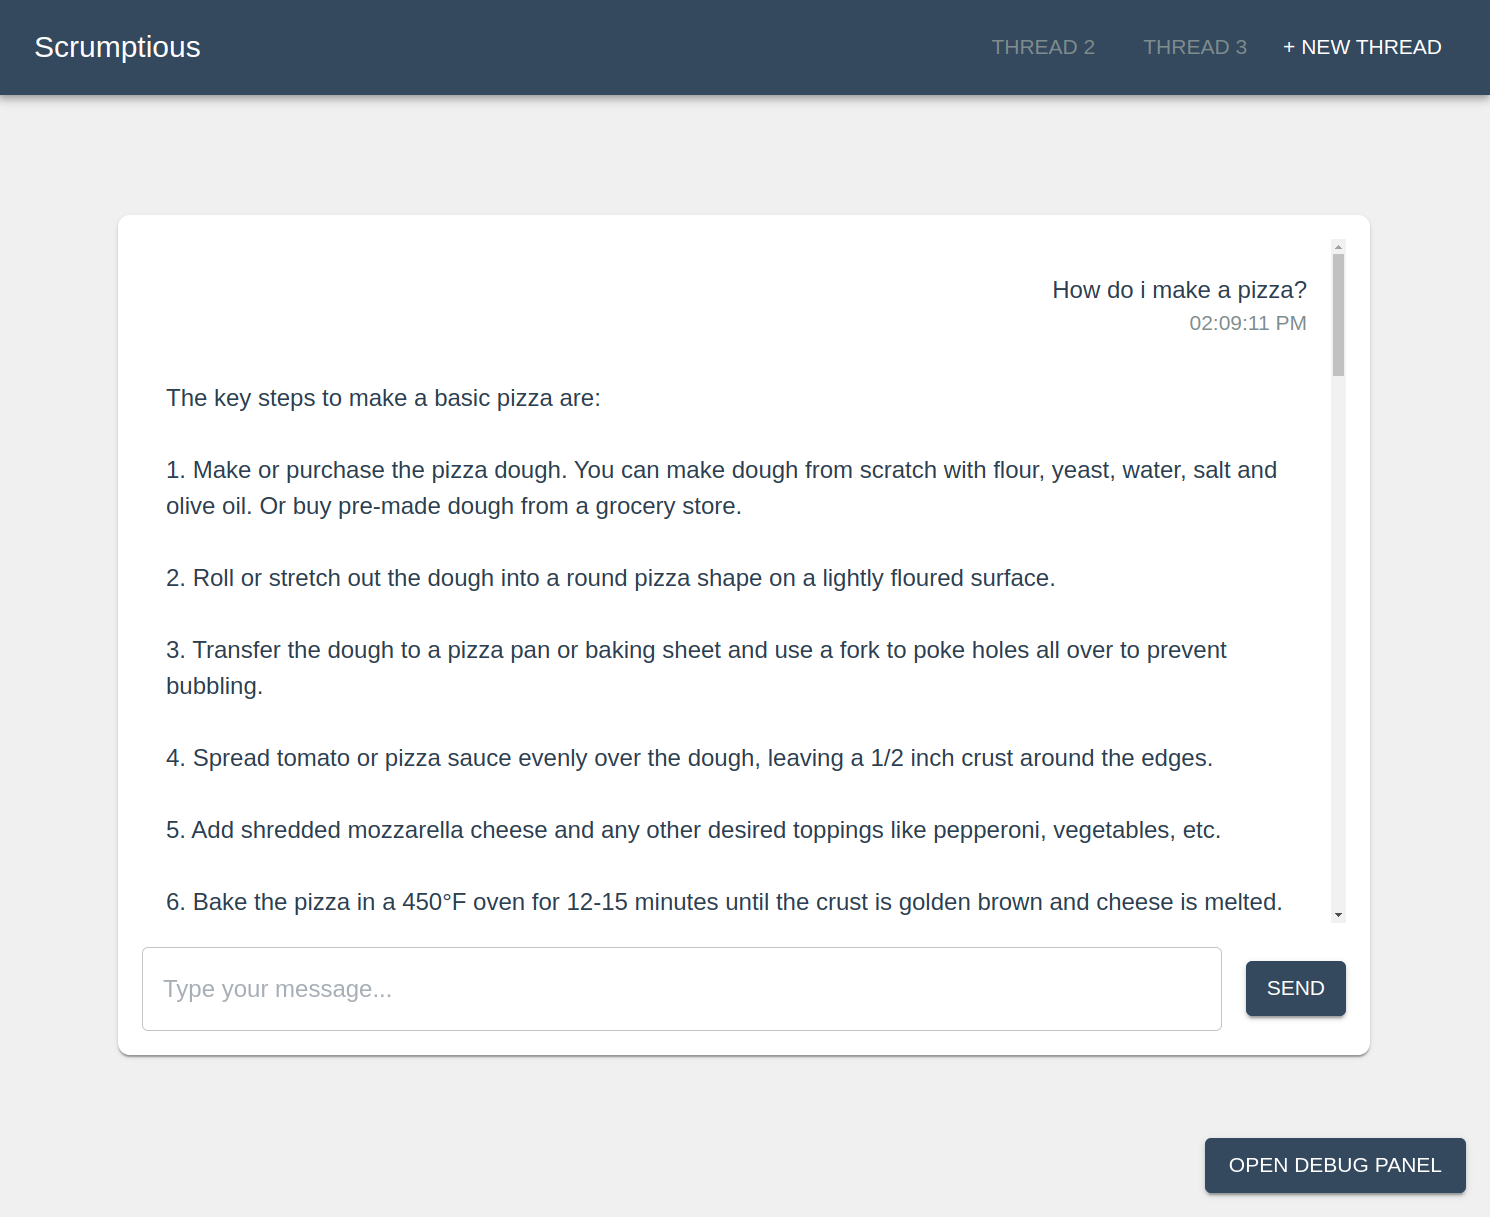 Scrumptious
THREAD 2
THREAD 3
+ NEW THREAD
How do i make a pizza?
02:09:11 PM
The key steps to make a basic pizza are:
1. Make or purchase the pizza dough. You can make dough from scratch with flour, yeast, water, salt and
olive oil. Or buy pre-made dough from a grocery store.
2. Roll or stretch out the dough into a round pizza shape on a lightly floured surface.
3. Transfer the dough to a pizza pan or baking sheet and use a fork to poke holes all over to prevent
bubbling.
4. Spread tomato or pizza sauce evenly over the dough, leaving a 1/2 inch crust around the edges.
5. Add shredded mozzarella cheese and any other desired toppings like pepperoni, vegetables, etc.
6. Bake the pizza in a 450°F oven for 12-15 minutes until the crust is golden brown and cheese is melted.
Type your message...
SEND
OPEN DEBUG PANEL